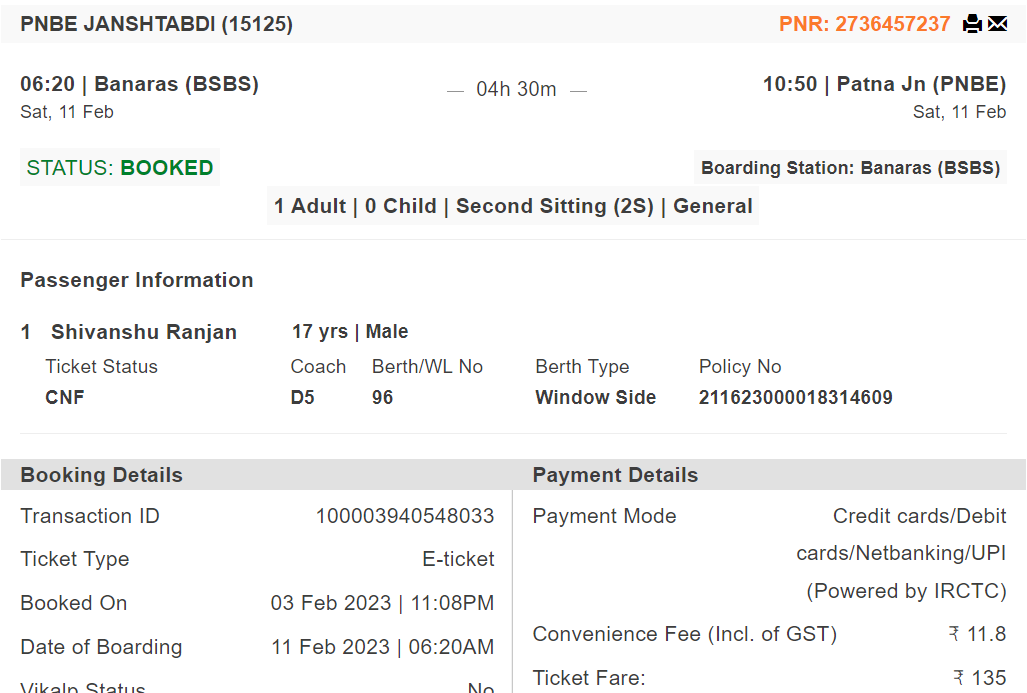 PNBE JANSHTABDI (15125) PNR: 2736457237
06:20 | Banaras (BSBS) — 04h 30m — 10:50 | Patna Jn (PNBE)
Sat, 11 Feb Sat, 11 Feb
STATUS: BOOKED Boarding Station: Banaras (BSBS)
1 Adult | 0 Child | Second Sitting (2S) | General
Passenger Information
1 Shivanshu Ranjan 17 yrs | Male
Ticket Status Coach Berth/WL No Berth Type Policy No
CNF D5 96 Window Side 211623000018314609
Booking Details
Transaction ID 100003940548033
Ticket Type E-ticket
Booked On 03 Feb 2023 | 11:08PM
Date of Boarding 11 Feb 2023 | 06:20AM
Vikalp Status No
Payment Details
Payment Mode Credit cards/Debit
cards/Netbanking/UPI
(Powered by IRCTC)
Convenience Fee (Incl. of GST) ₹ 11.8
Ticket Fare: ₹ 135